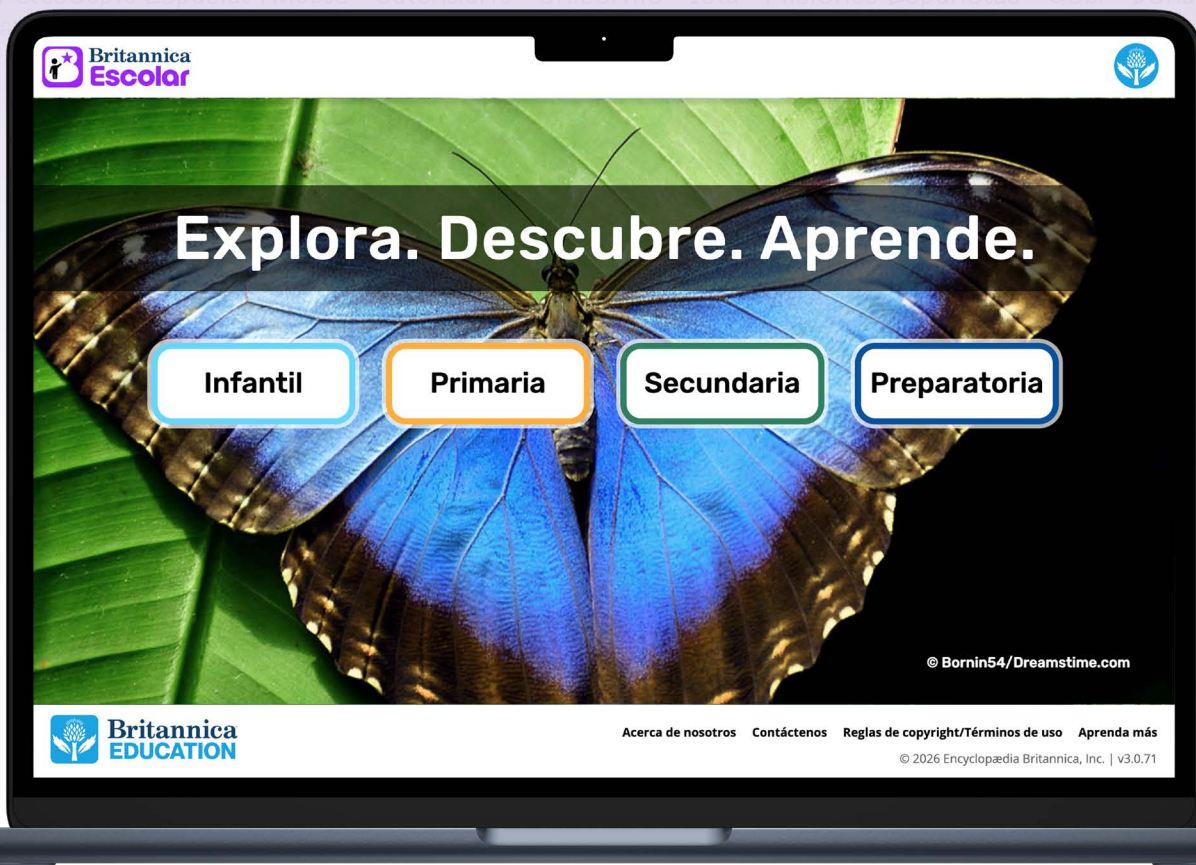 Britannica
Escolar
Explora. Descubre. Aprende.
Infantil
Primaria
Secundaria
Preparatoria
© Bornin54/Dreamstime.com
Britannica
EDUCATION
Acerca de nosotros Contáctenos Reglas de copyright/Términos de uso Aprenda más
© 2026 Encyclopædia Britannica, Inc. | v3.0.71